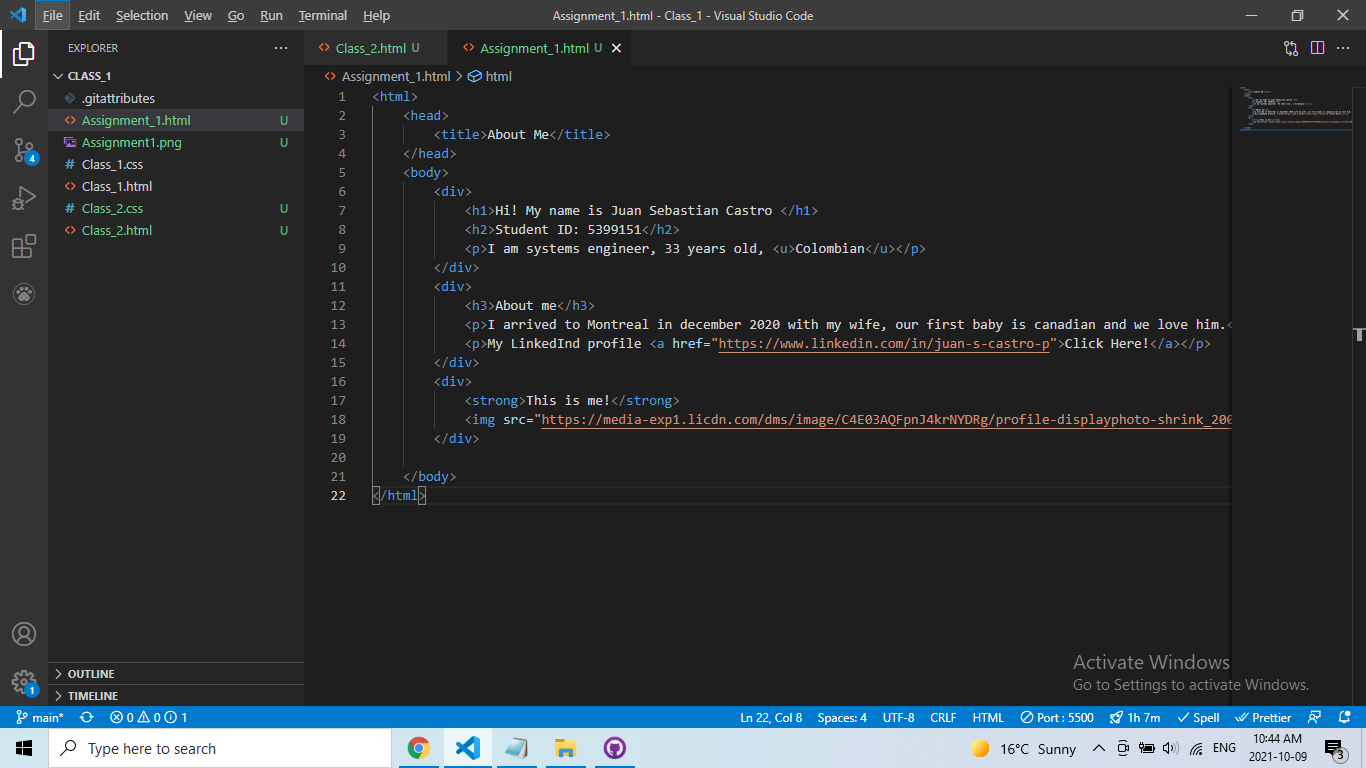 File Edit Selection View Go Run Terminal Help Assignment_1.html - Class_1 - Visual Studio Code
EXPLORER
CLASS_1
.gitattributes
Assignment_1.html U
Assignment1.png U
Class_1.css
Class_1.html
Class_2.css U
Class_2.html U
OUTLINE
TIMELINE
4
1
Class_2.html U Assignment_1.html U
Assignment_1.html > html
1 <html>
2 <head>
3 <title>About Me</title>
4 </head>
5 <body>
6 <div>
7 <h1>Hi! My name is Juan Sebastian Castro </h1>
8 <h2>Student ID: 5399151</h2>
9 <p>I am systems engineer, 33 years old, <u>Colombian</u></p>
10 </div>
11 <div>
12 <h3>About me</h3>
13 <p>I arrived to Montreal in december 2020 with my wife, our first baby is canadian and we love him.<
14 <p>My LinkedInd profile <a href="https://www.linkedin.com/in/juan-s-castro-p">Click Here!</a></p>
15 </div>
16 <div>
17 <strong>This is me!</strong>
18 <img src="https://media-exp1.licdn.com/dms/image/C4E03AQFpnJ4krNYDRg/profile-displayphoto-shrink_200
19 </div>
20
21 </body>
22 </html>
Activate Windows
Go to Settings to activate Windows.
main* 0 0 1 Ln 22, Col 8 Spaces: 4 UTF-8 CRLF HTML Port : 5500 1h 7m Spell Prettier
Type here to search 16°C Sunny ENG 10:44 AM
2021-10-09 3